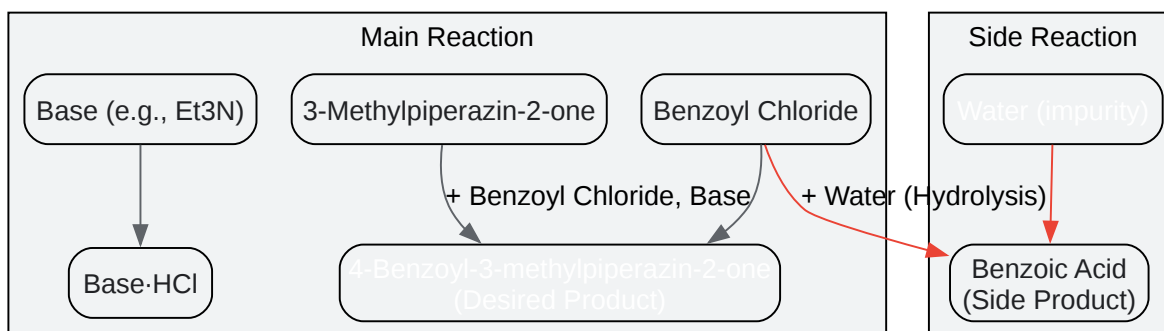 Main Reaction
Side Reaction
Base (e.g., Et3N)
3-Methylpiperazin-2-one
Benzoyl Chloride
Water (impurity)
+ Benzoyl Chloride, Base
+ Water (Hydrolysis)
Base·HCl
4-Benzoyl-3-methylpiperazin-2-one
(Desired Product)
Benzoic Acid
(Side Product)